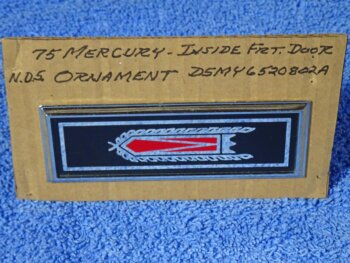 75 MERCURY - INSIDE FRT. DOOR
N.O.S ORNAMENT D5MY6520802A